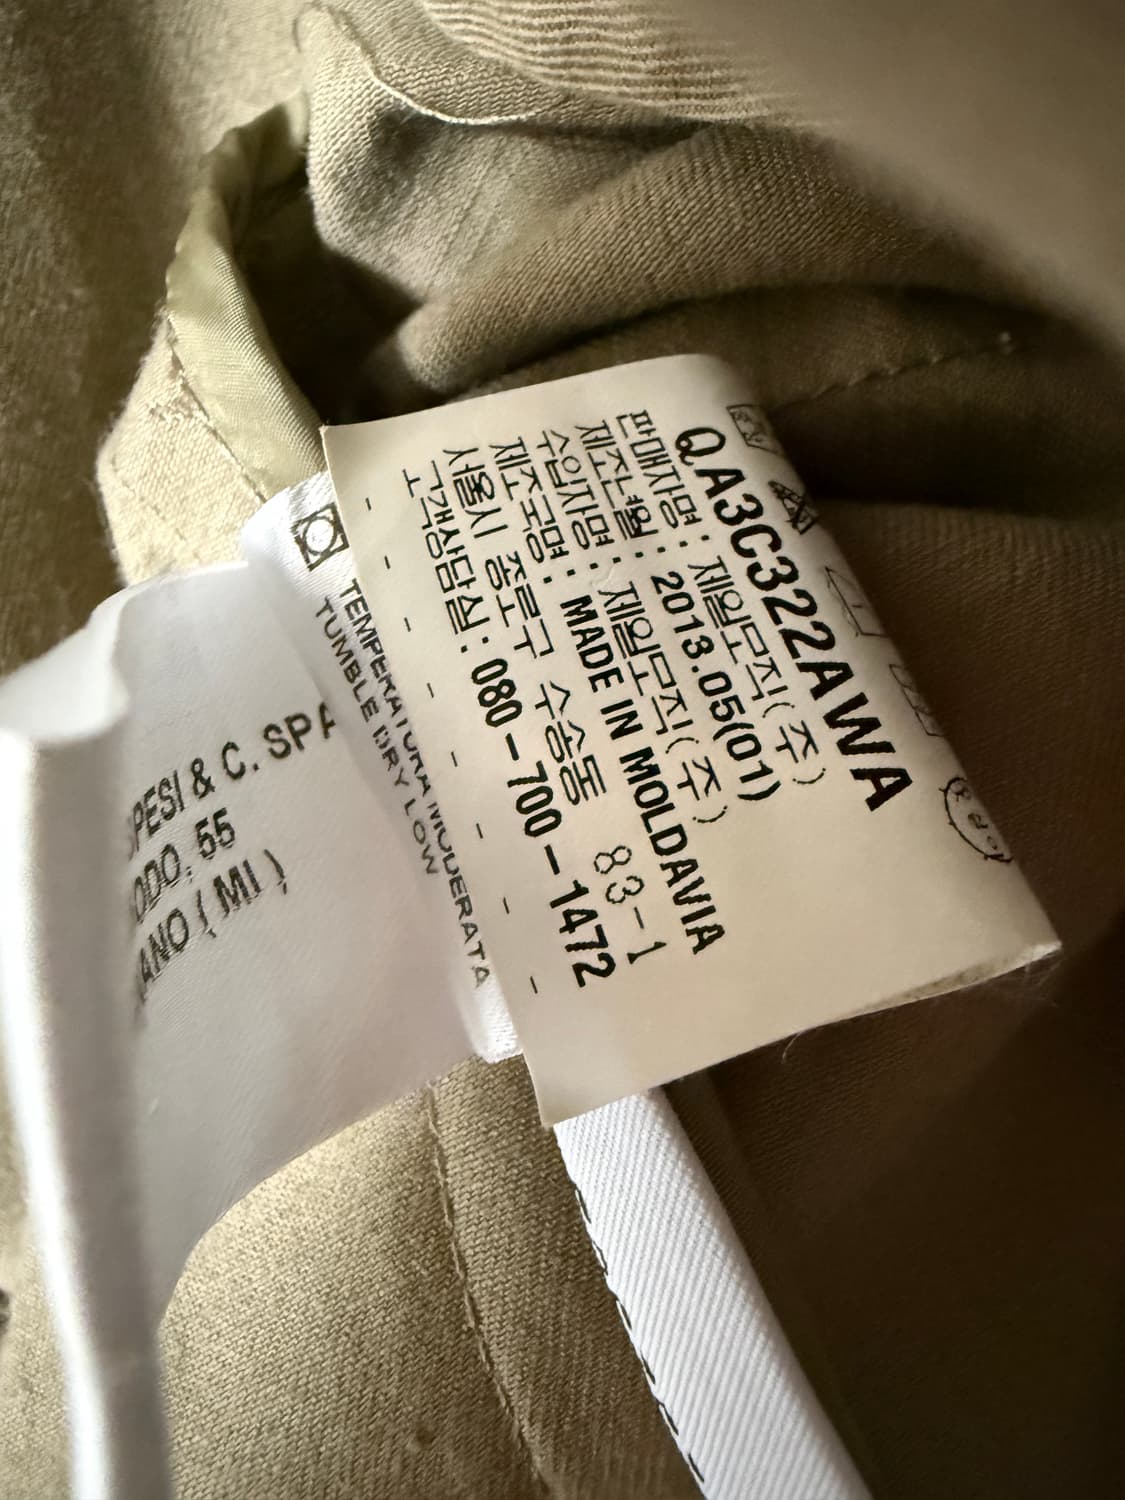 QA3C322AWA
판매자명: 제일모직(주)
제조년월: 2013.05(01)
수입자명: 제일모직(주)
제조국명: MADE IN MOLDAVIA
서울시 종로구 수송동 83-1
고객상담실: 080-700-1472
TEMPERATURA MODERATA
TUMBLE DRY LOW
PESI & C. SPA
ODO, 55
ANO (MI)